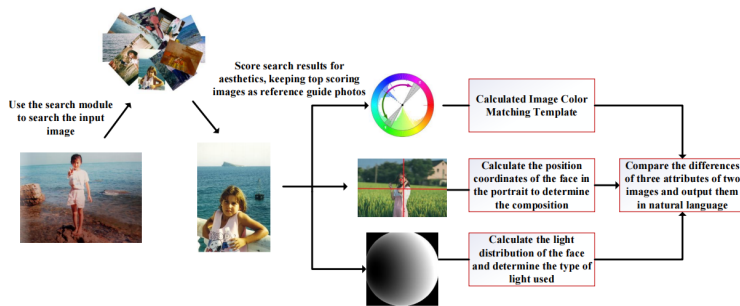 Use the search module
to search the input
image
Score search results for
aesthetics, keeping top scoring
images as reference guide photos
Calculated Image Color
Matching Template
Calculate the position
coordinates of the face in
the portrait to determine
the composition
Calculate the light
distribution of the face
and determine the type of
light used
Compare the differences
of three attributes of two
images and output them
in natural language